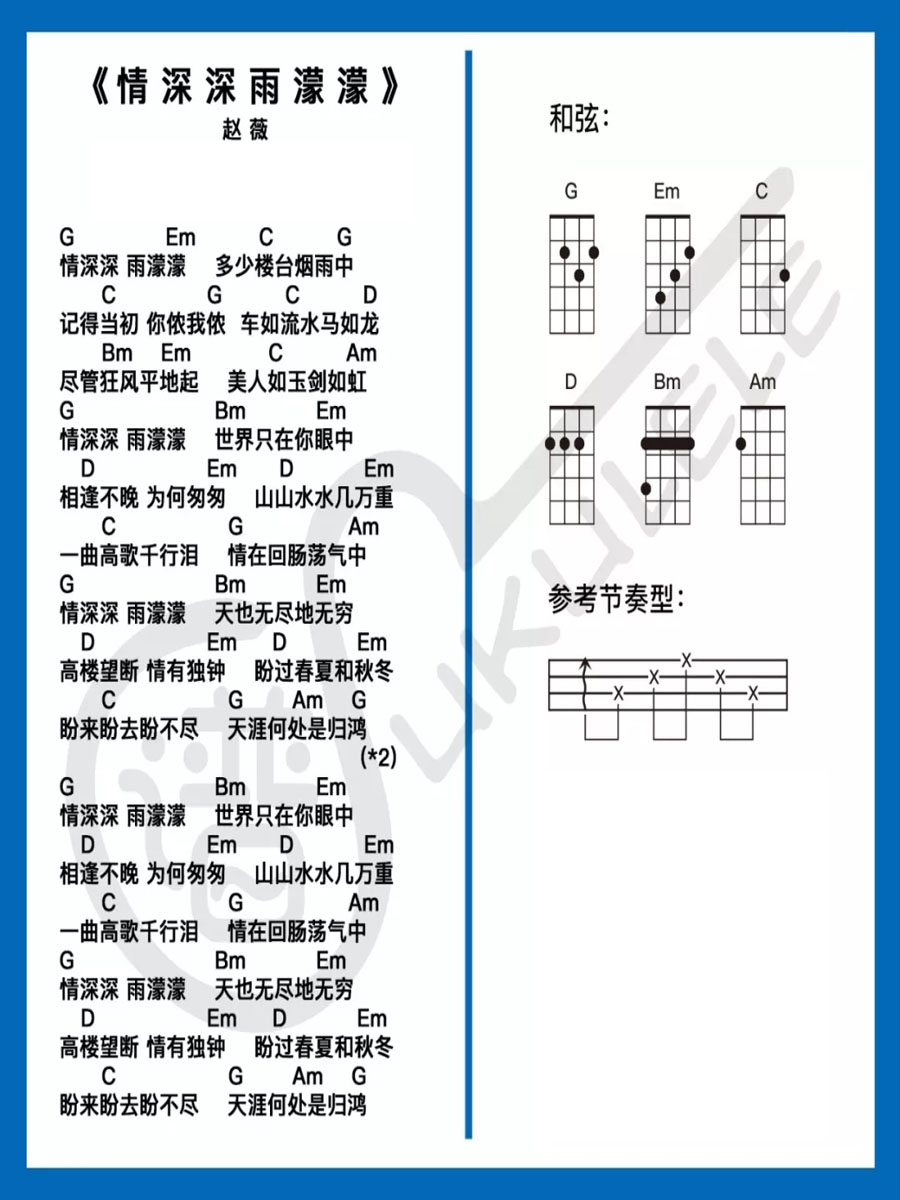 《情深深雨濛濛》
赵薇
G Em C G
情深深 雨濛濛 多少楼台烟雨中
C G C D
记得当初 你侬我侬 车如流水马如龙
Bm Em C Am
尽管狂风平地起 美人如玉剑如虹
G Bm Em
情深深 雨濛濛 世界只在你眼中
D Em D Em
相逢不晚 为何匆匆 山山水水几万重
C G Am
一曲高歌千行泪 情在回肠荡气中
G Bm Em
情深深 雨濛濛 天也无尽地无穷
D Em D Em
高楼望断 情有独钟 盼过春夏和秋冬
C G Am G
盼来盼去盼不尽 天涯何处是归鸿
(*2)
G Bm Em
情深深 雨濛濛 世界只在你眼中
D Em D Em
相逢不晚 为何匆匆 山山水水几万重
C G Am
一曲高歌千行泪 情在回肠荡气中
G Bm Em
情深深 雨濛濛 天也无尽地无穷
D Em D Em
高楼望断 情有独钟 盼过春夏和秋冬
C G Am G
盼来盼去盼不尽 天涯何处是归鸿
和弦：
G Em C
D Bm Am
参考节奏型：
UKULELE